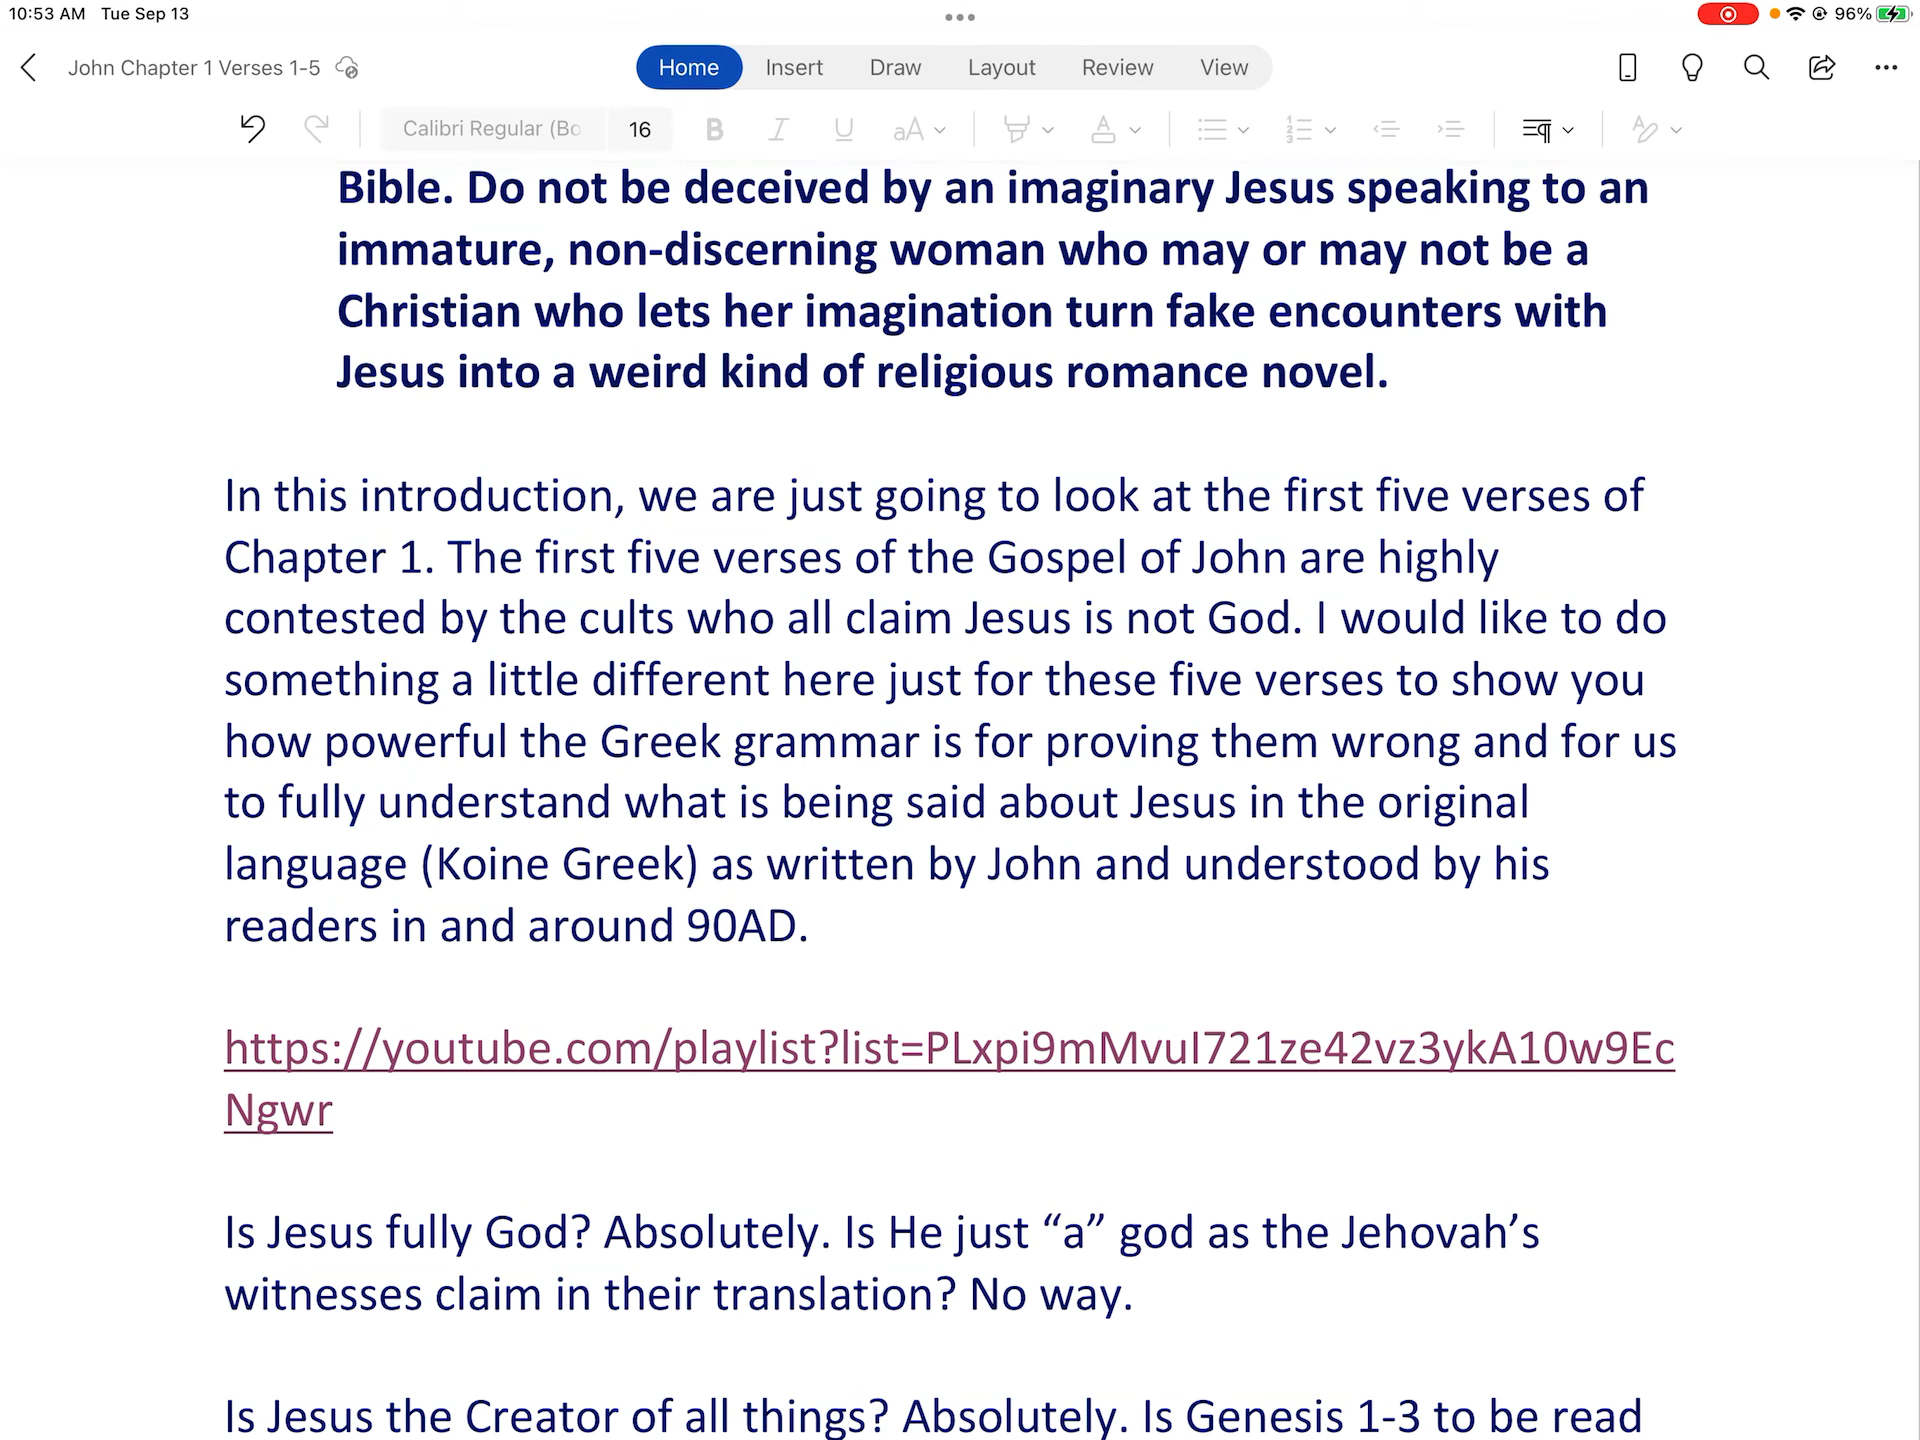 10:53 AM Tue Sep 13
96%
John Chapter 1 Verses 1-5
Home Insert Draw Layout Review View
Calibri Regular (Bo 16 B I U aA A
Bible. Do not be deceived by an imaginary Jesus speaking to an
immature, non-discerning woman who may or may not be a
Christian who lets her imagination turn fake encounters with
Jesus into a weird kind of religious romance novel.
In this introduction, we are just going to look at the first five verses of
Chapter 1. The first five verses of the Gospel of John are highly
contested by the cults who all claim Jesus is not God. I would like to do
something a little different here just for these five verses to show you
how powerful the Greek grammar is for proving them wrong and for us
to fully understand what is being said about Jesus in the original
language (Koine Greek) as written by John and understood by his
readers in and around 90AD.
https://youtube.com/playlist?list=PLxpi9mMvuI721ze42vz3ykA10w9Ec
Ngwr
Is Jesus fully God? Absolutely. Is He just “a” god as the Jehovah’s
witnesses claim in their translation? No way.
Is Jesus the Creator of all things? Absolutely. Is Genesis 1-3 to be read